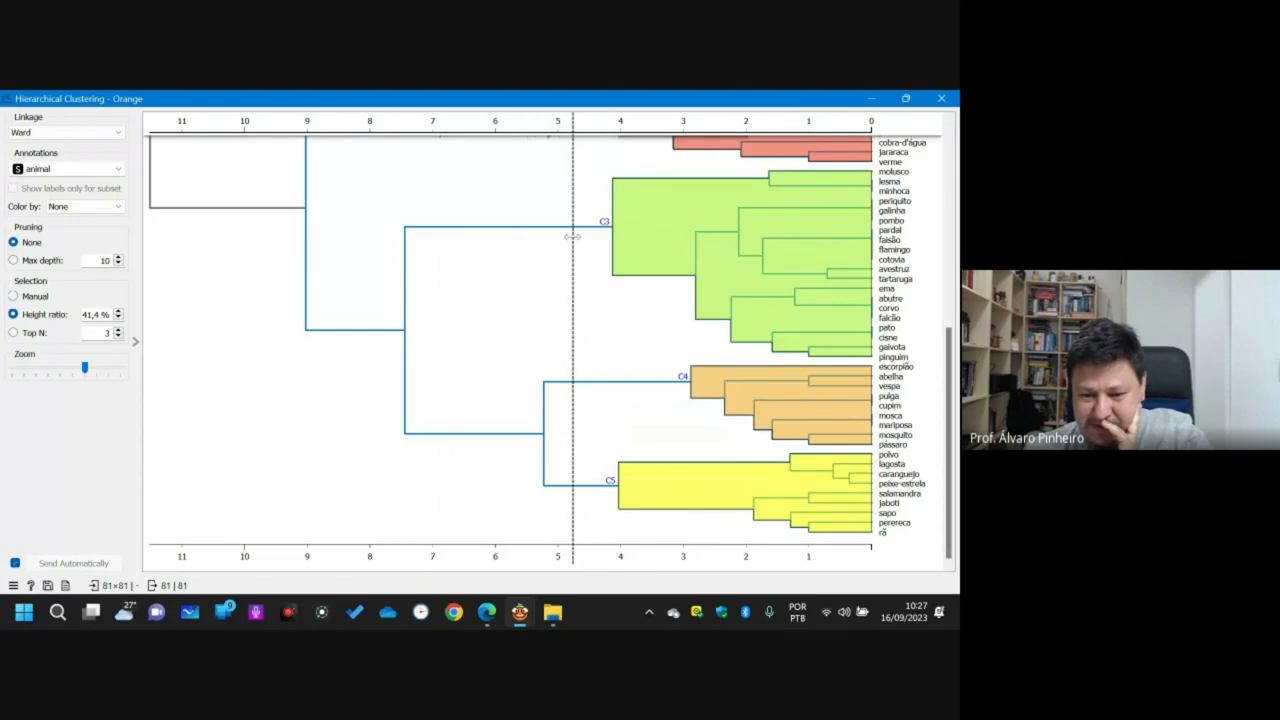 Hierarchical Clustering - Orange
Linkage
Ward
Annotations
S animal
Show labels only for subset
Color by: None
Pruning
None
Max depth: 10
Selection
Manual
Height ratio: 41,4 %
Top N: 3
Zoom
Send Automatically
81×81 | -
81 | 81
11 10 9 8 7 6 5 4 3 2 1 0
cobra-d'água
jararaca
verme
molusco
lesma
minhoca
periquito
galinha
pombo
pardal
faisão
flamingo
cotovia
avestruz
tartaruga
ema
abutre
corvo
falcão
pato
cisne
gaivota
pinguim
escorpião
abelha
vespa
pulga
cupim
mosca
mariposa
mosquito
pássaro
polvo
lagosta
caranguejo
peixe-estrela
salamandra
jaboti
sapo
perereca
rã
C3
C4
C5
11 10 9 8 7 6 5 4 3 2 1
27°
9
POR
PTB
10:27
16/09/2023
Prof. Álvaro Pinheiro